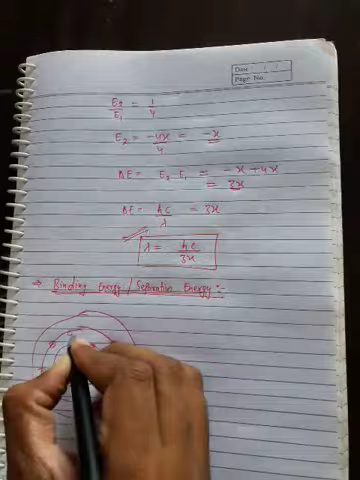 Date : / /
Page No.
E₂/E₁ = 1/4
E₂ = -4x/4 = -x
ΔE = E₂ - E₁ = -x + 4x
= 3x
ΔE = hc/λ = 3x
λ = hc/3x
⇒ Binding Energy / Separation Energy :-